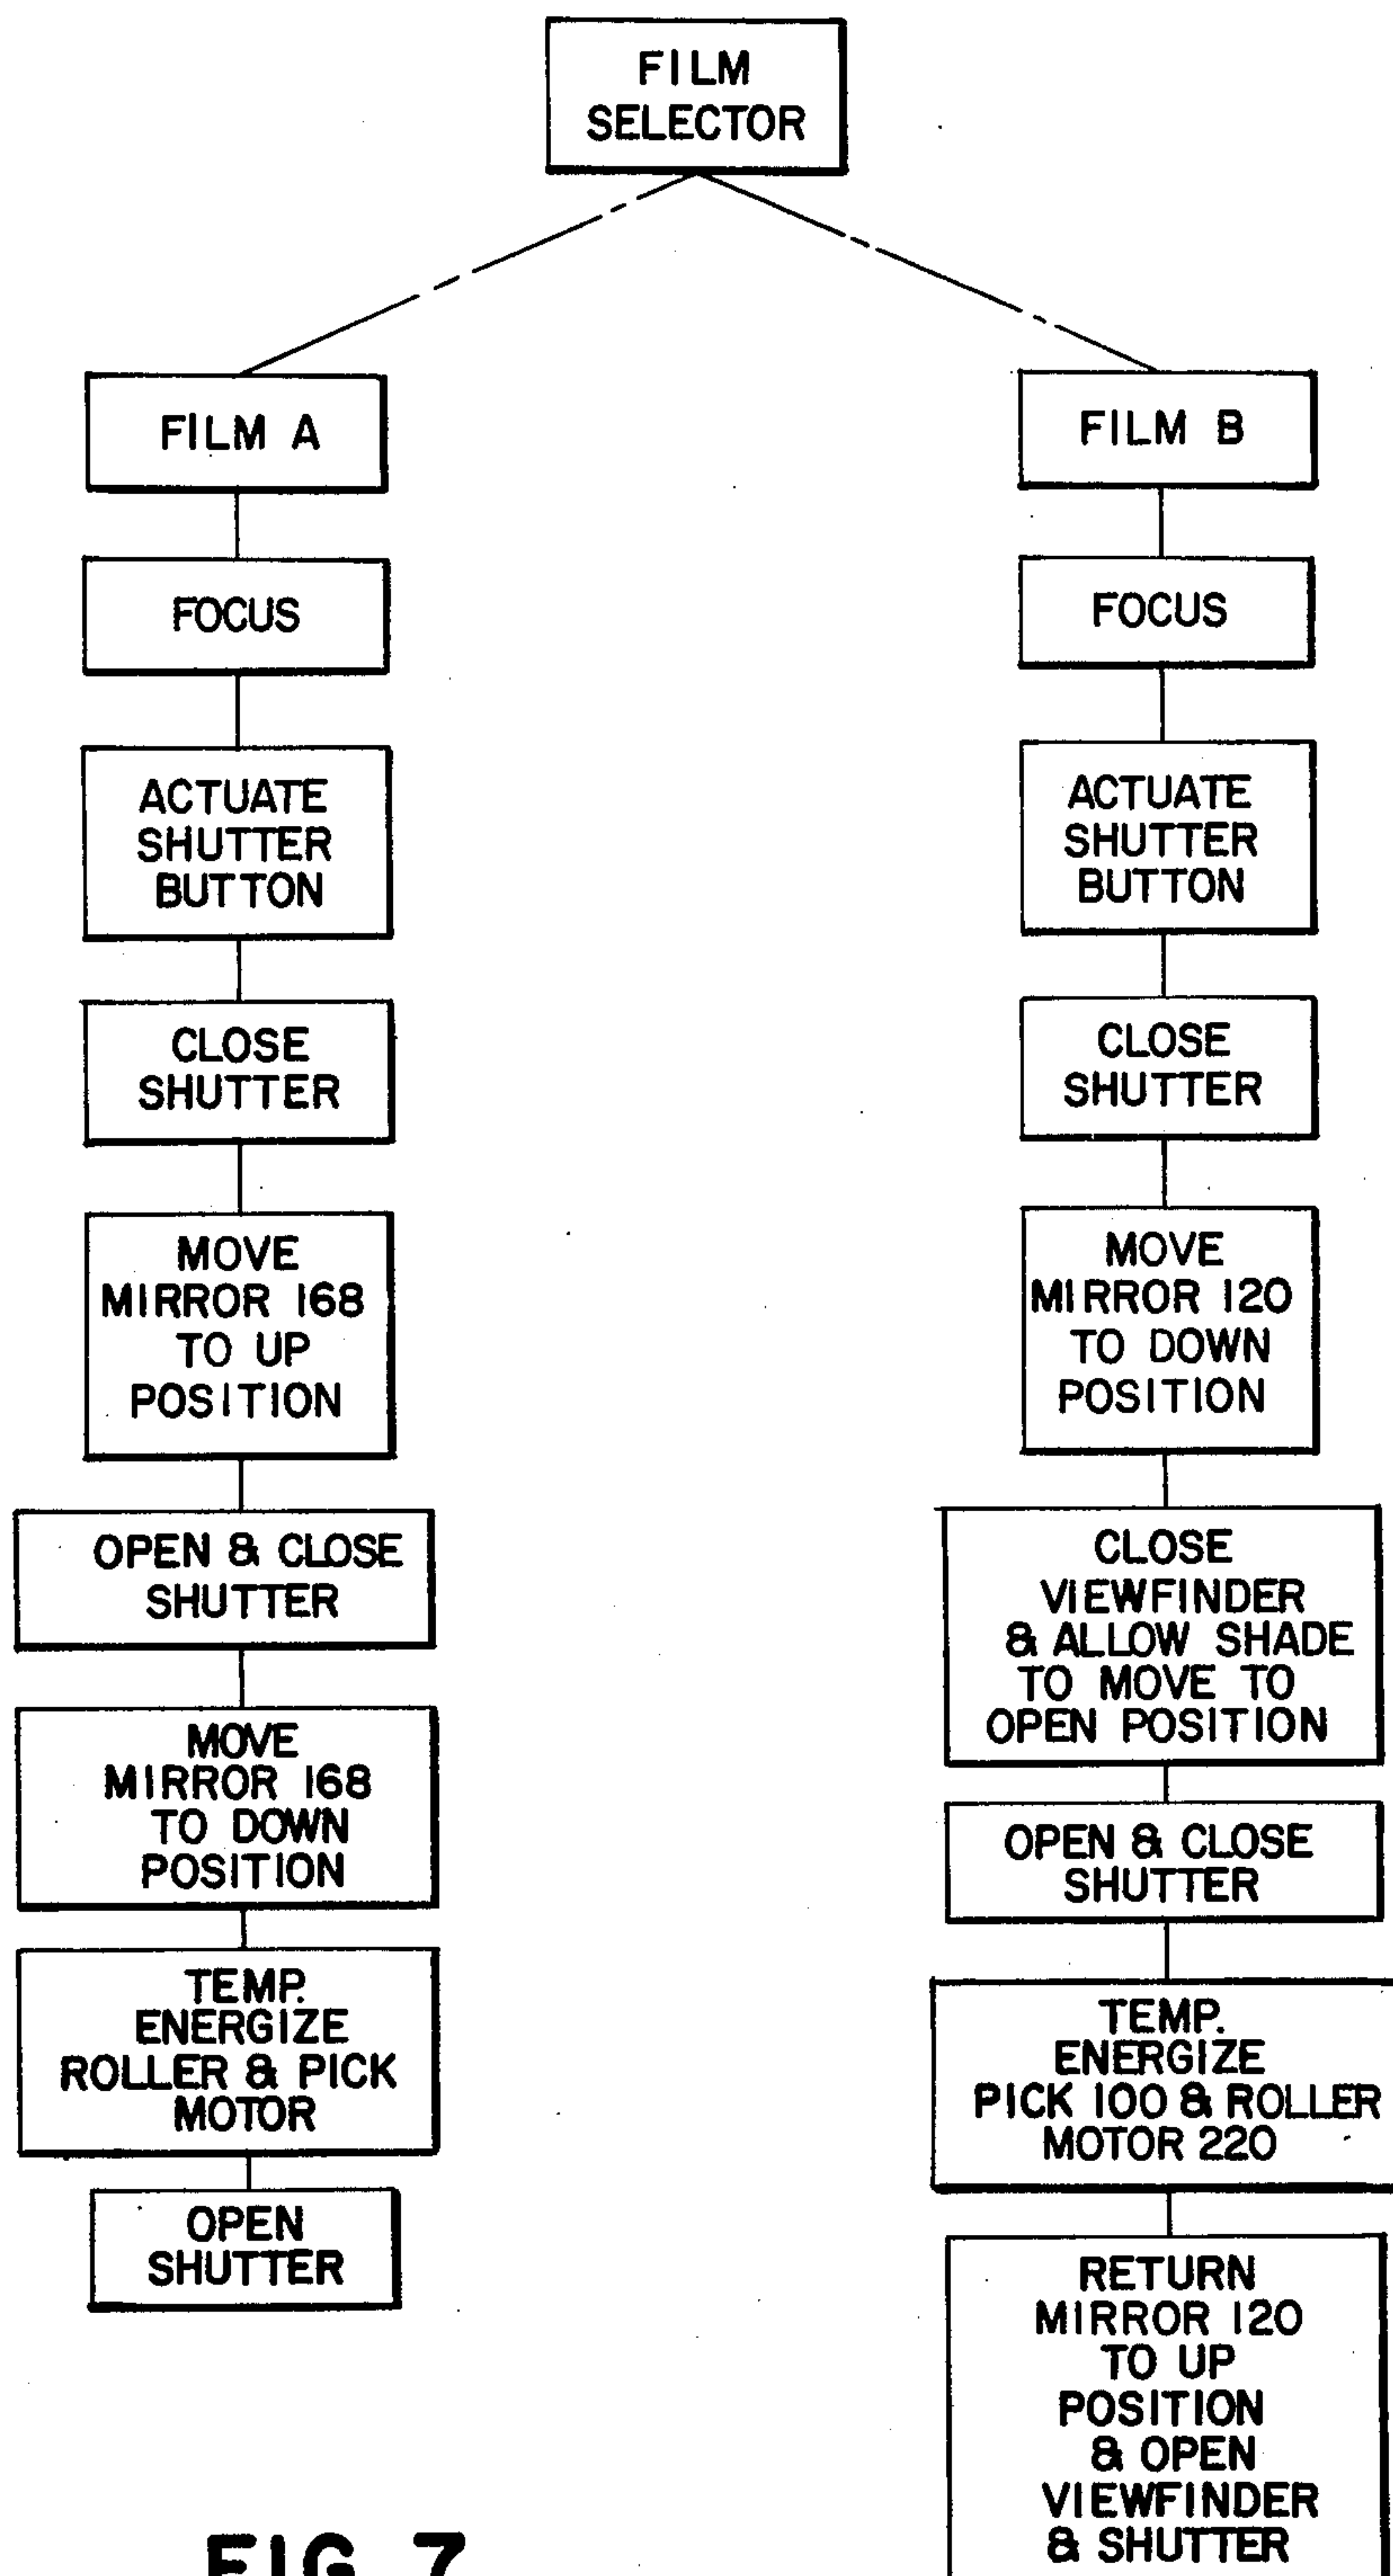 FILM
SELECTOR
FILM A
FOCUS
ACTUATE
SHUTTER
BUTTON
CLOSE
SHUTTER
MOVE
MIRROR 168
TO UP
POSITION
OPEN & CLOSE
SHUTTER
MOVE
MIRROR 168
TO DOWN
POSITION
TEMP.
ENERGIZE
ROLLER & PICK
MOTOR
OPEN
SHUTTER
FILM B
FOCUS
ACTUATE
SHUTTER
BUTTON
CLOSE
SHUTTER
MOVE
MIRROR 120
TO DOWN
POSITION
CLOSE
VIEWFINDER
& ALLOW SHADE
TO MOVE TO
OPEN POSITION
OPEN & CLOSE
SHUTTER
TEMP.
ENERGIZE
PICK 100 & ROLLER
MOTOR 220
RETURN
MIRROR 120
TO UP
POSITION
& OPEN
VIEWFINDER
& SHUTTER
FIG 7